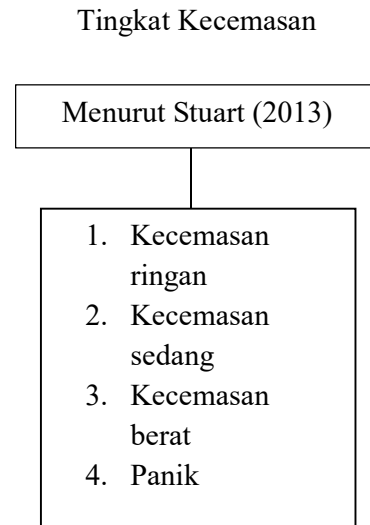 Tingkat Kecemasan
Menurut Stuart (2013)
1. Kecemasan
ringan
2. Kecemasan
sedang
3. Kecemasan
berat
4. Panik